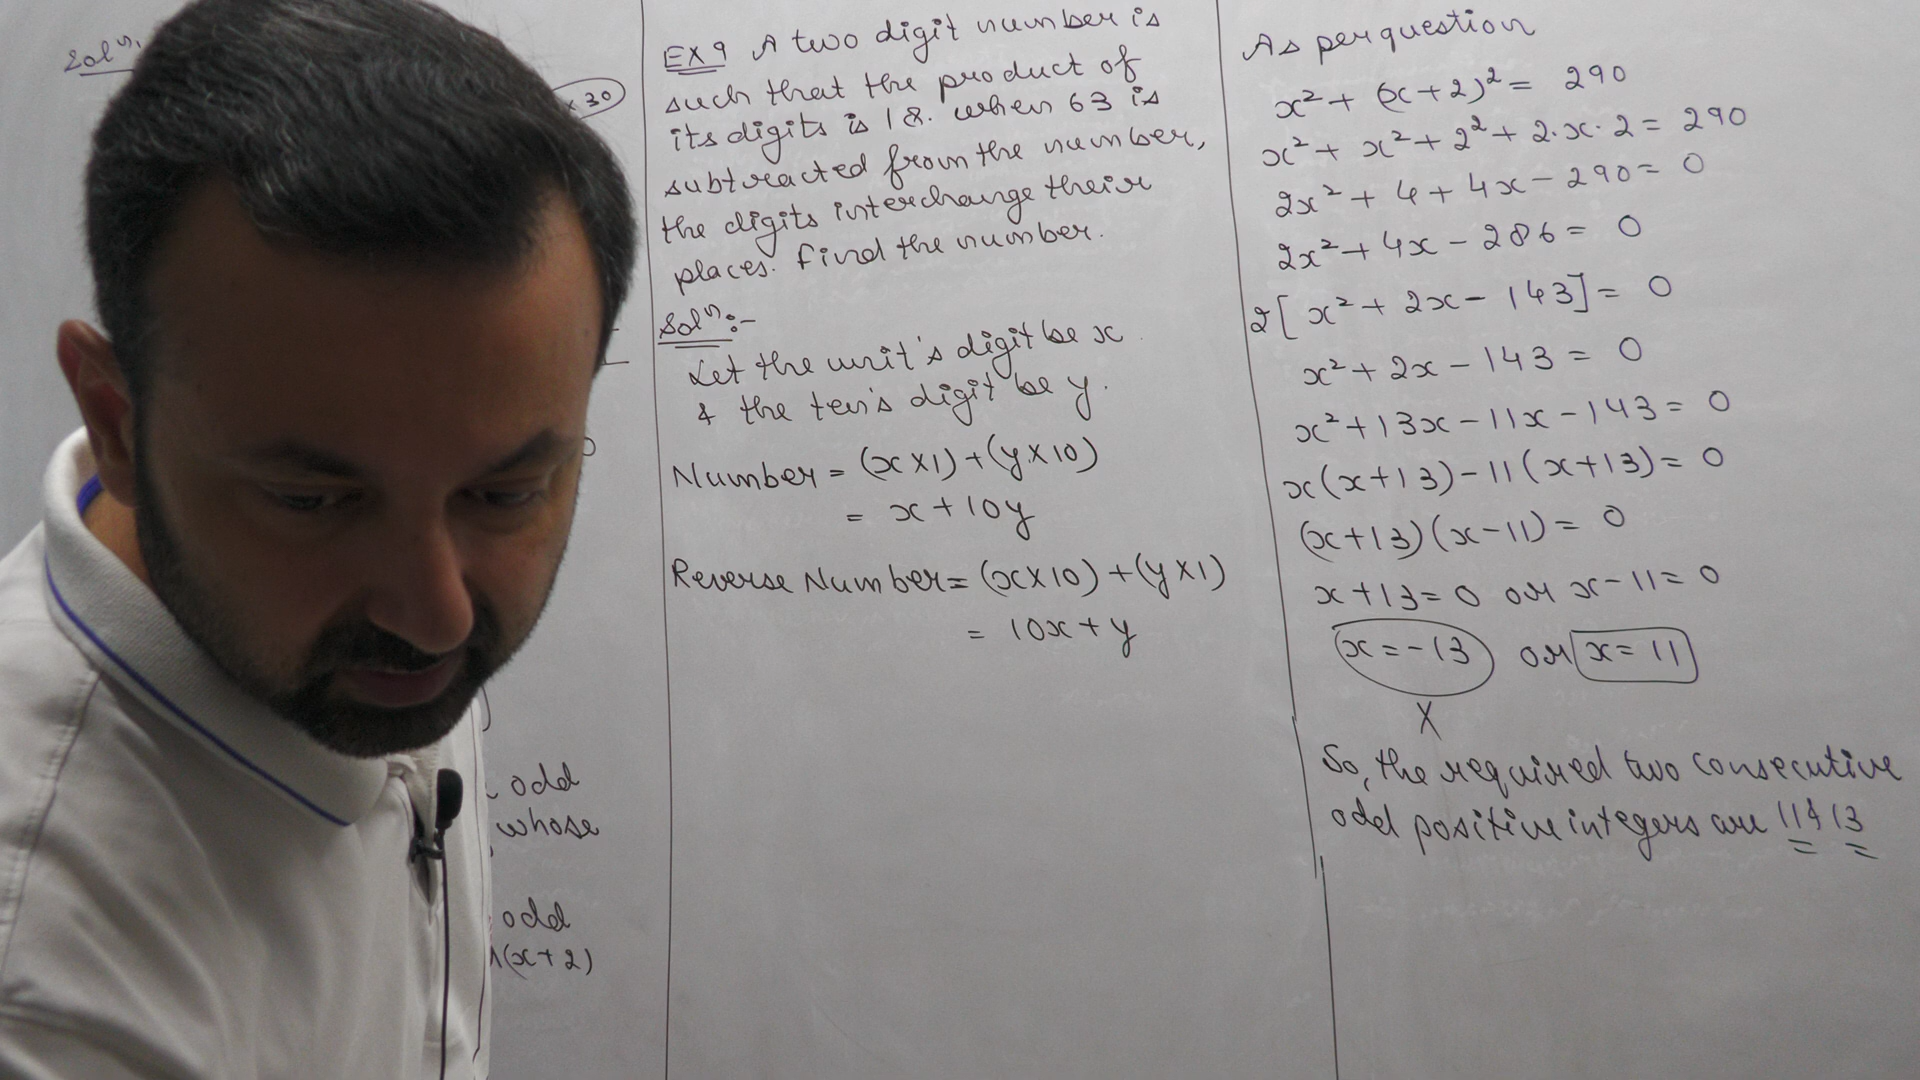 Solⁿ.
x 30
odd
whose
odd
(x+2)
EX 9 A two digit number is
such that the product of
its digits is 18. when 63 is
subtracted from the number,
the digits interchange their
places. Find the number.
Solⁿ:-
Let the unit's digit be x
& the ten's digit be y.
Number = (x×1)+(y×10)
= x+10y
Reverse Number = (x×10)+(y×1)
= 10x+y
As per question
x² + (x+2)² = 290
x² + x² + 2² + 2·x·2 = 290
2x² + 4 + 4x - 290 = 0
2x² + 4x - 286 = 0
2[x² + 2x - 143] = 0
x² + 2x - 143 = 0
x² + 13x - 11x - 143 = 0
x(x+13) - 11(x+13) = 0
(x+13)(x-11) = 0
x+13 = 0 or x-11 = 0
x = -13 or x = 11
X
So, the required two consecutive
odd positive integers are 11 & 13